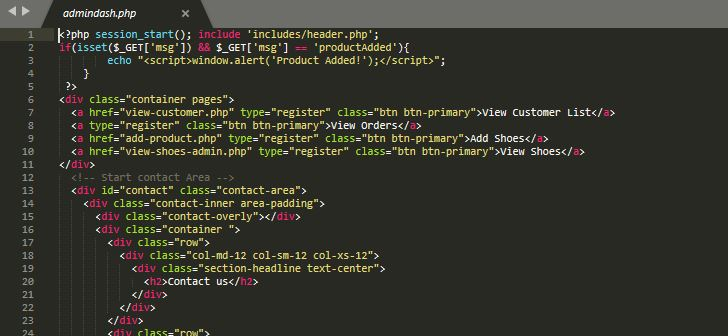 admindash.php
1 <?php session_start(); include 'includes/header.php';
2 if(isset($_GET['msg']) && $_GET['msg'] == 'productAdded'){
3 echo "<script>window.alert('Product Added!');</script>";
4 }
5 ?>
6 <div class="container pages">
7 <a href="view-customer.php" type="register" class="btn btn-primary">View Customer List</a>
8 <a type="register" class="btn btn-primary">View Orders</a>
9 <a href="add-product.php" type="register" class="btn btn-primary">Add Shoes</a>
10 <a href="view-shoes-admin.php" type="register" class="btn btn-primary">View Shoes</a>
11 </div>
12 <!-- Start contact Area -->
13 <div id="contact" class="contact-area">
14 <div class="contact-inner area-padding">
15 <div class="contact-overly"></div>
16 <div class="container ">
17 <div class="row">
18 <div class="col-md-12 col-sm-12 col-xs-12">
19 <div class="section-headline text-center">
20 <h2>Contact us</h2>
21 </div>
22 </div>
23 </div>
24 <div class="row">